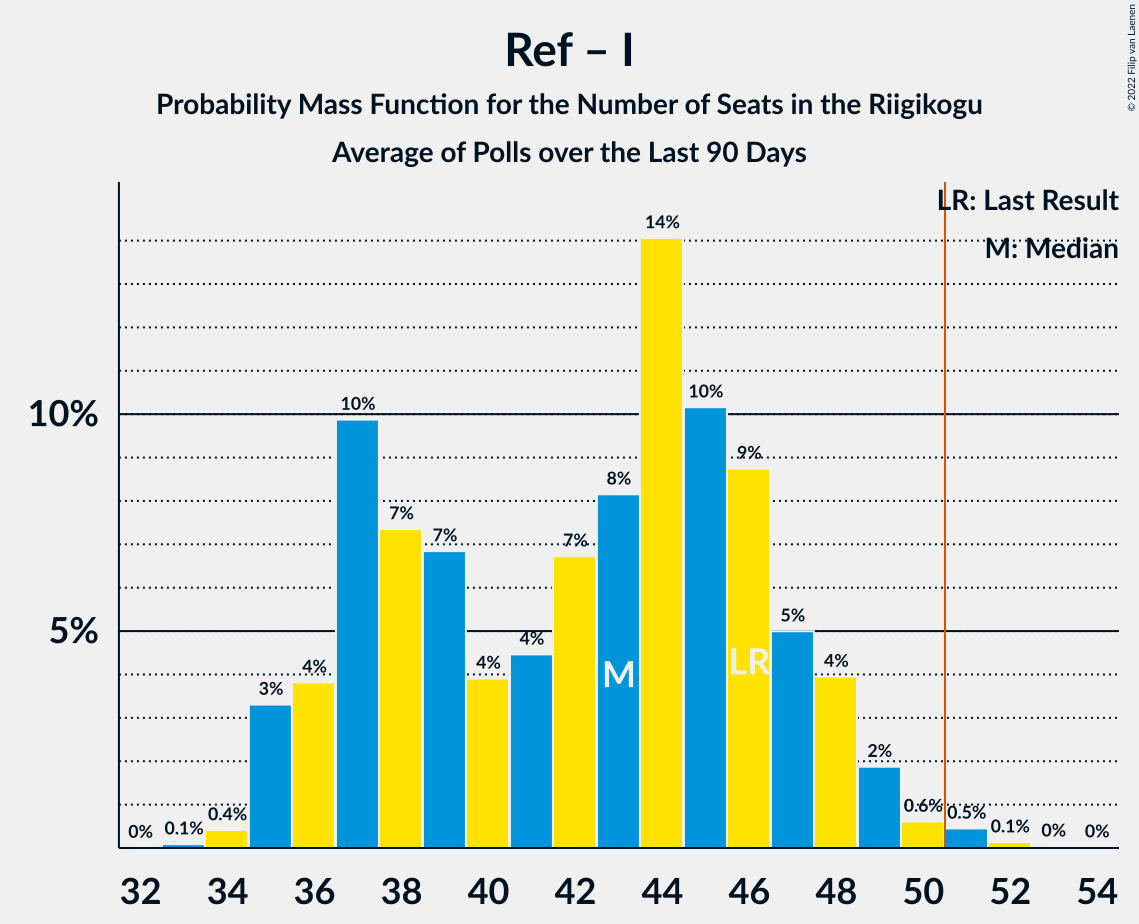 Ref – I
Probability Mass Function for the Number of Seats in the Riigikogu
Average of Polls over the Last 90 Days
© 2022 Filip van Laenen
LR: Last Result
M: Median
10%
5%
0%
0.1%
0.4%
3%
4%
10%
7%
7%
4%
4%
7%
8%
14%
10%
9%
5%
4%
2%
0.6%
0.5%
0.1%
0%
0%
M
LR
32 34 36 38 40 42 44 46 48 50 52 54